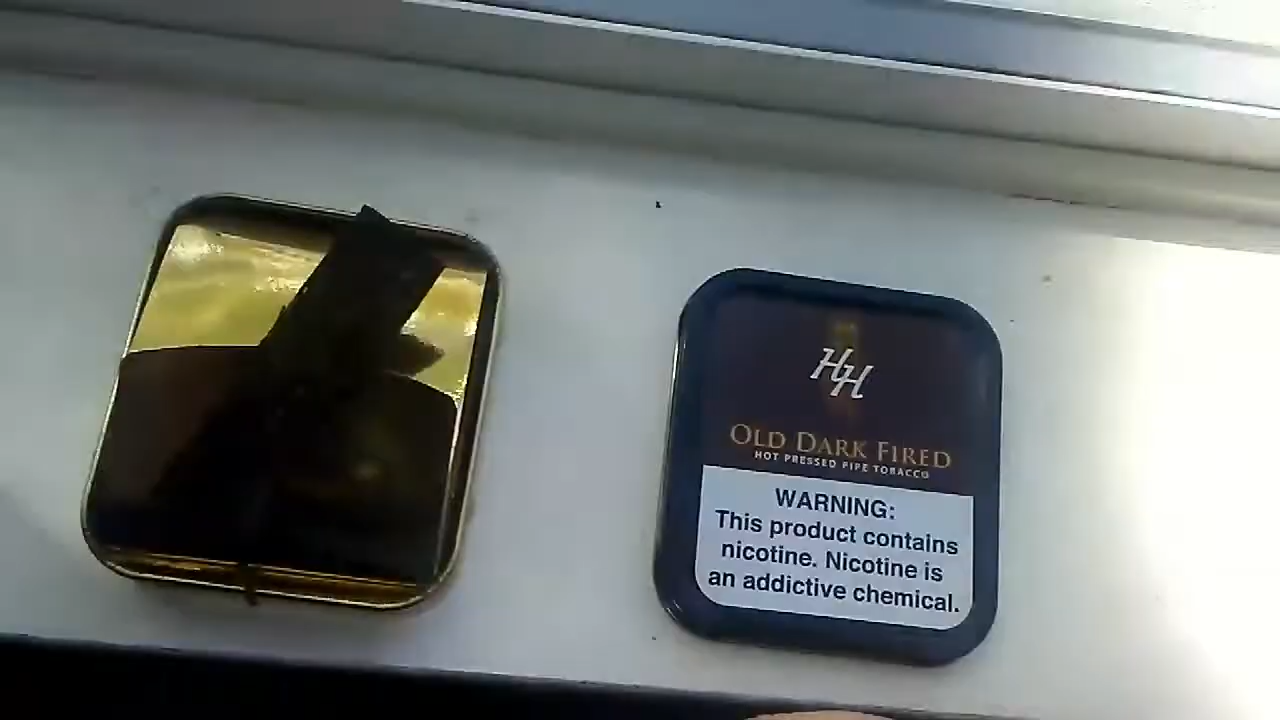 HH
OLD DARK FIRED
HOT PRESSED PIPE TOBACCO
WARNING:
This product contains
nicotine. Nicotine is
an addictive chemical.